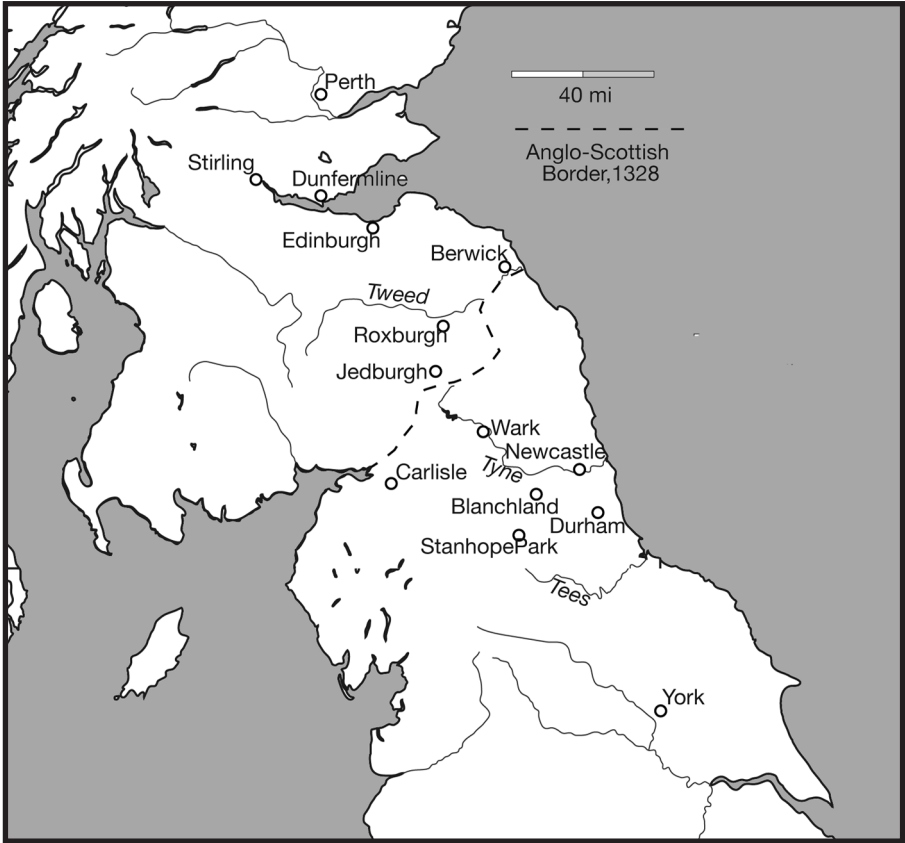 Perth
40 mi
Anglo-Scottish
Border,1328
Stirling
Dunfermline
Edinburgh
Berwick
Tweed
Roxburgh
Jedburgh
Wark
Newcastle
Tyne
Carlisle
Blanchland
Durham
StanhopePark
Tees
York